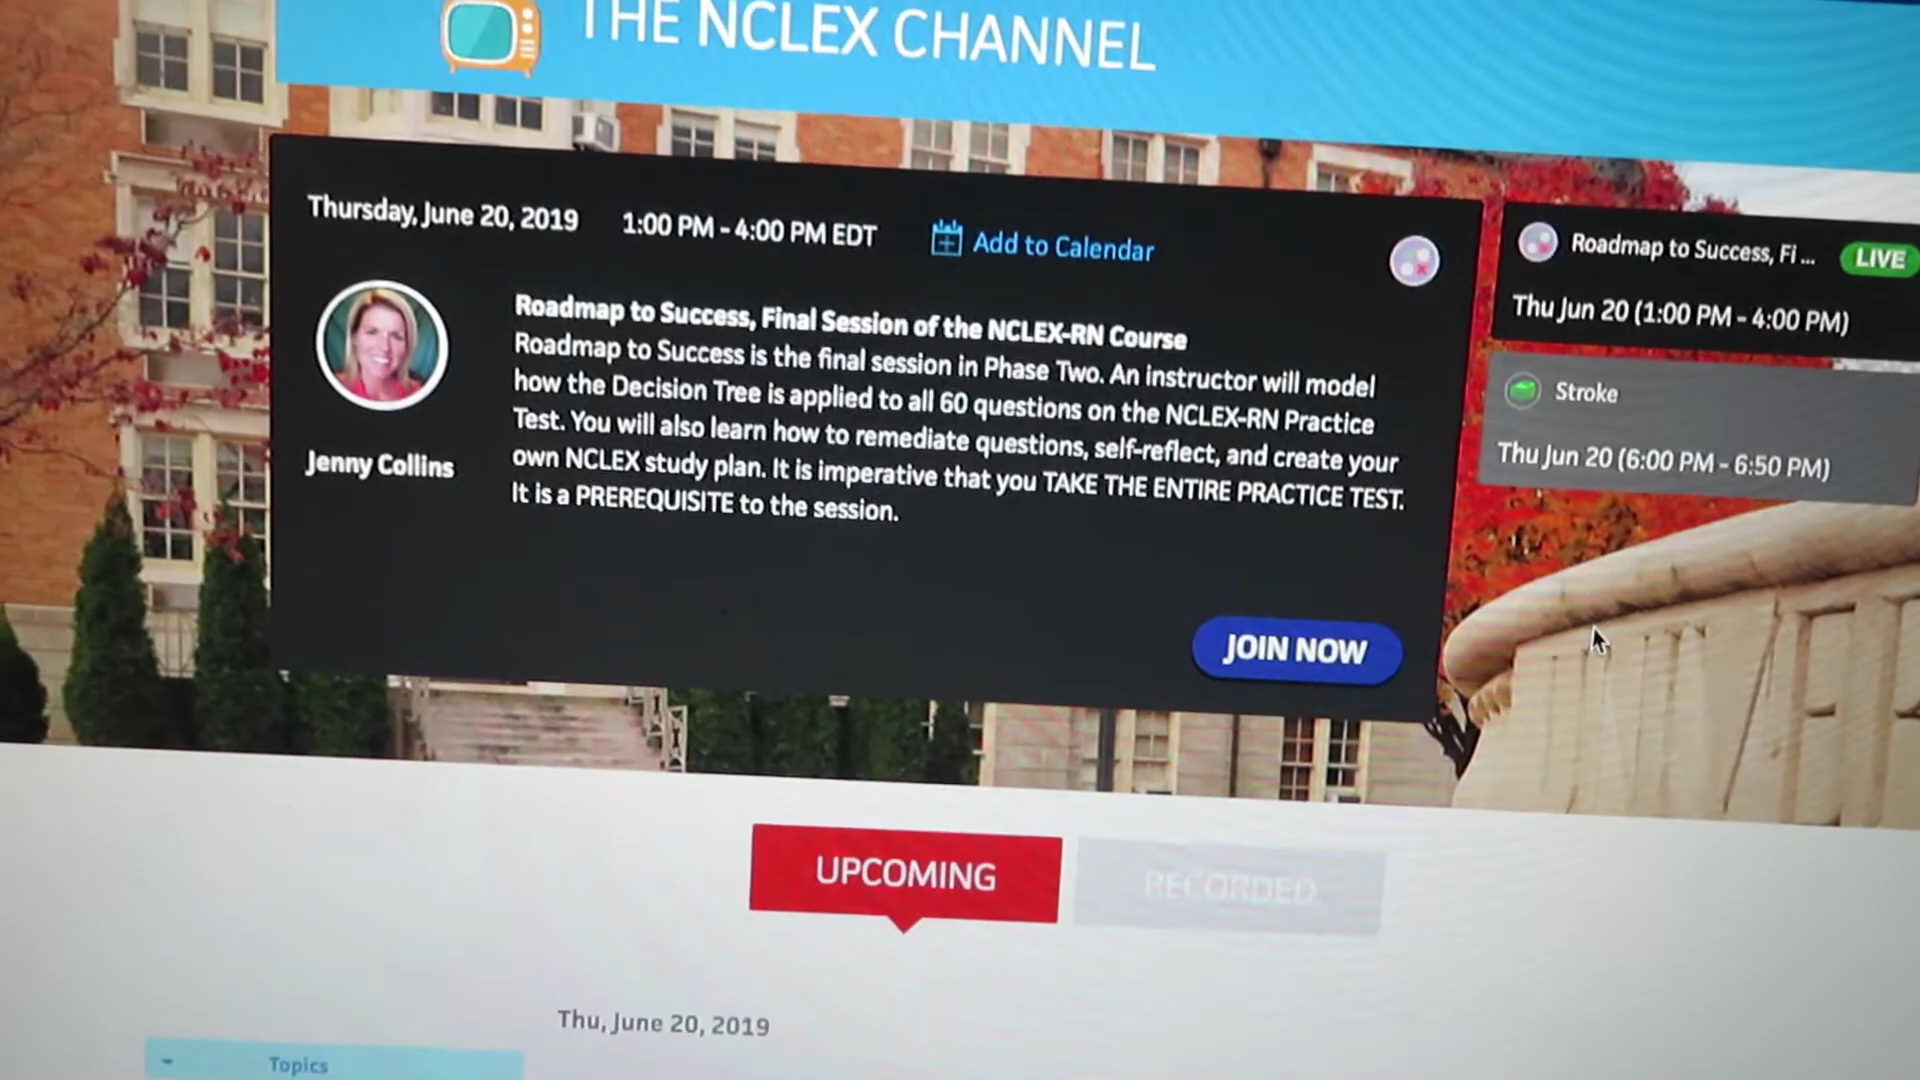 THE NCLEX CHANNEL
Thursday, June 20, 2019 1:00 PM - 4:00 PM EDT Add to Calendar
Jenny Collins
Roadmap to Success, Final Session of the NCLEX-RN Course
Roadmap to Success is the final session in Phase Two. An instructor will model
how the Decision Tree is applied to all 60 questions on the NCLEX-RN Practice
Test. You will also learn how to remediate questions, self-reflect, and create your
own NCLEX study plan. It is imperative that you TAKE THE ENTIRE PRACTICE TEST.
It is a PREREQUISITE to the session.
JOIN NOW
Roadmap to Success, Fi ... LIVE
Thu Jun 20 (1:00 PM - 4:00 PM)
Stroke
Thu Jun 20 (6:00 PM - 6:50 PM)
UPCOMING
RECORDED
Thu, June 20, 2019
Topics